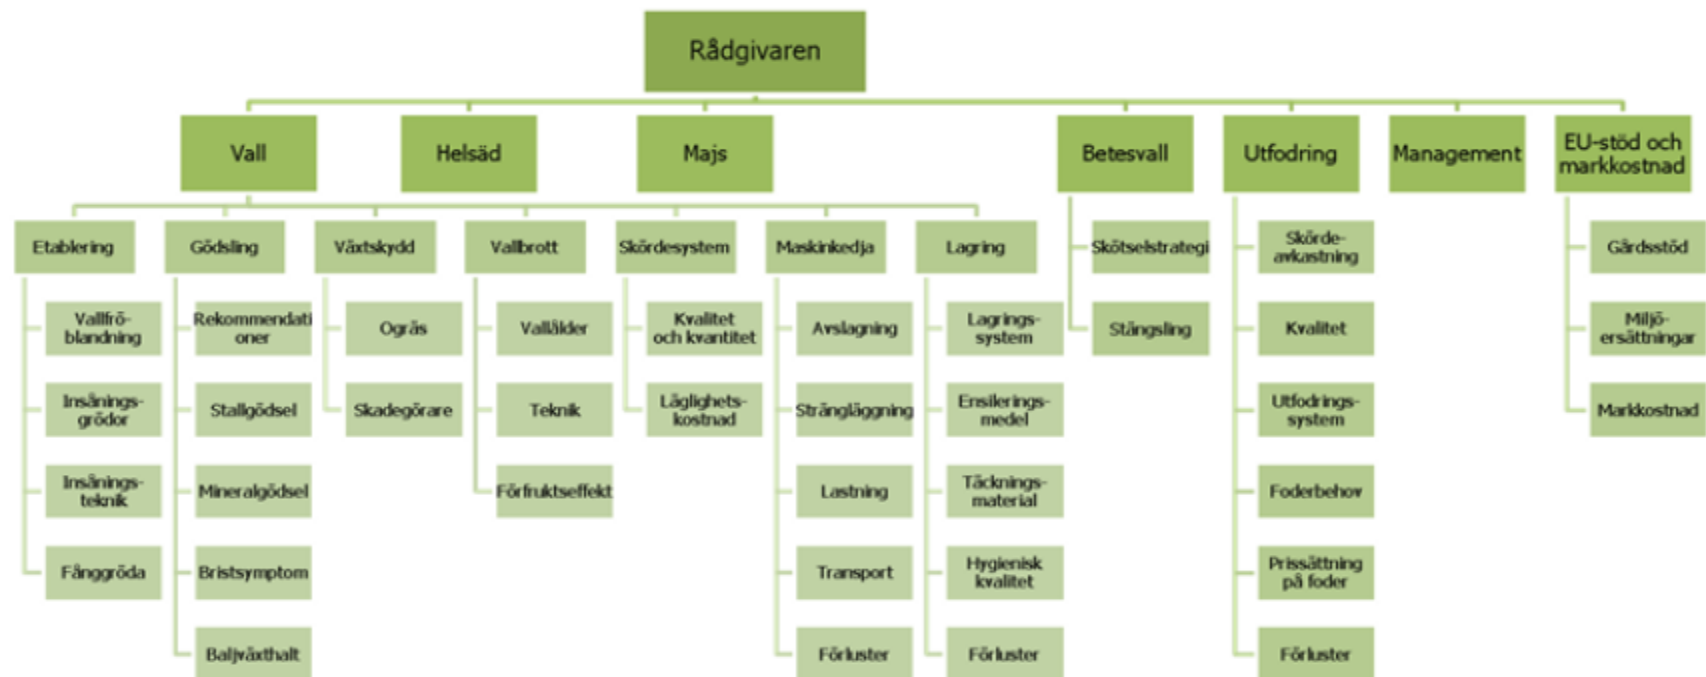 Rådgivaren
Vall
Helsäd
Majs
Betesvall
Utfodring
Management
EU-stöd och
markkostnad
Etablering
Gödsling
Växtskydd
Vallbrott
Skördesystem
Maskinkedja
Lagring
Skötselstrategi
Skörde-
avkastning
Gårdsstöd
Vallfrö-
blandning
Rekommendati
oner
Ogräs
Vallålder
Kvalitet
och kvantitet
Avslagning
Lagrings-
system
Stängsling
Kvalitet
Miljö-
ersättningar
Insånings-
grödor
Stallgödsel
Skadegörare
Teknik
Läglighets-
kostnad
Strängläggning
Ensilerings-
medel
Utfodrings-
system
Markkostnad
Insånings-
teknik
Mineralgödsel
Förfruktseffekt
Lastning
Täcknings-
material
Foderbehov
Fånggröda
Bristsymptom
Transport
Hygienisk
kvalitet
Prissättning
på foder
Baljväxthalt
Förluster
Förluster
Förluster